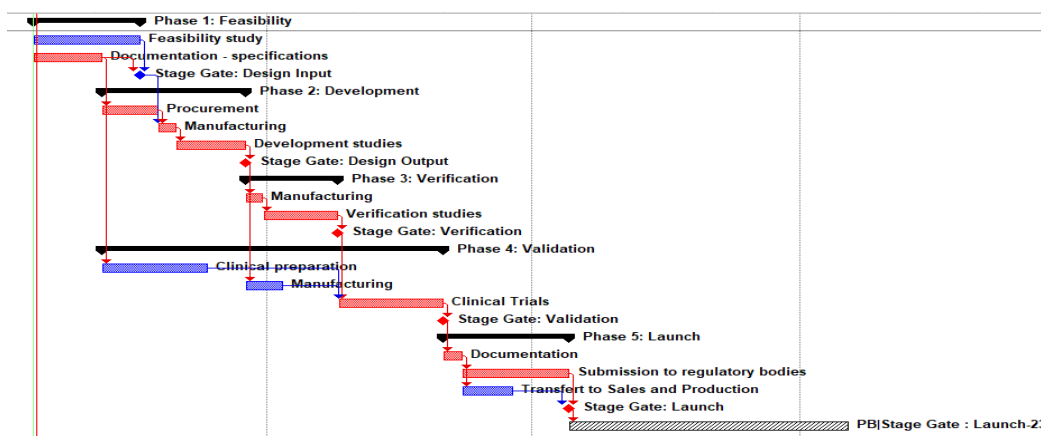 Phase 1: Feasibility
Feasibility study
Documentation - specifications
Stage Gate: Design Input
Phase 2: Development
Procurement
Manufacturing
Development studies
Stage Gate: Design Output
Phase 3: Verification
Manufacturing
Verification studies
Stage Gate: Verification
Phase 4: Validation
Clinical preparation
Manufacturing
Clinical Trials
Stage Gate: Validation
Phase 5: Launch
Documentation
Submission to regulatory bodies
Transfert to Sales and Production
Stage Gate: Launch
PB|Stage Gate : Launch-23